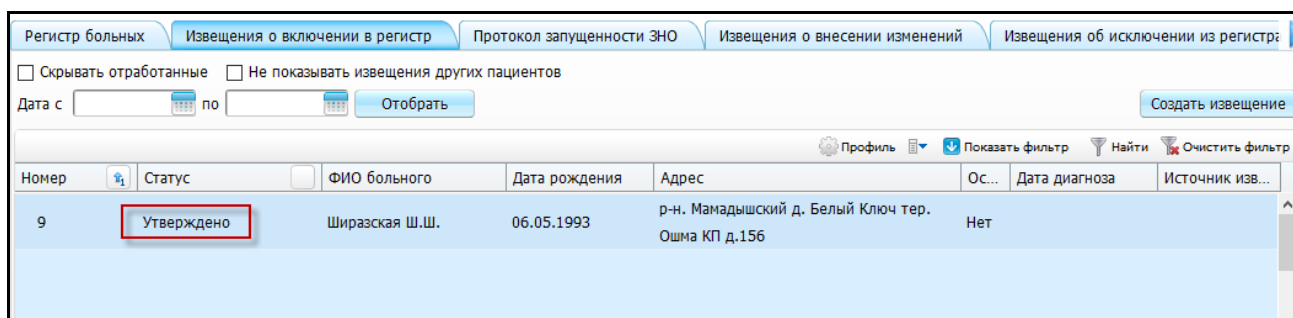 Регистр больных Извещения о включении в регистр Протокол запущенности ЗНО Извещения о внесении изменений Извещения об исключении из регистра
Скрывать отработанные Не показывать извещения других пациентов
Дата с по Отобрать Создать извещение
Профиль Показать фильтр Найти Очистить фильтр
Номер 1 Статус ФИО больного Дата рождения Адрес Ос... Дата диагноза Источник изв...
9 Утверждено Ширазская Ш.Ш. 06.05.1993 р-н. Мамадышский д. Белый Ключ тер. Нет
Ошма КП д.156